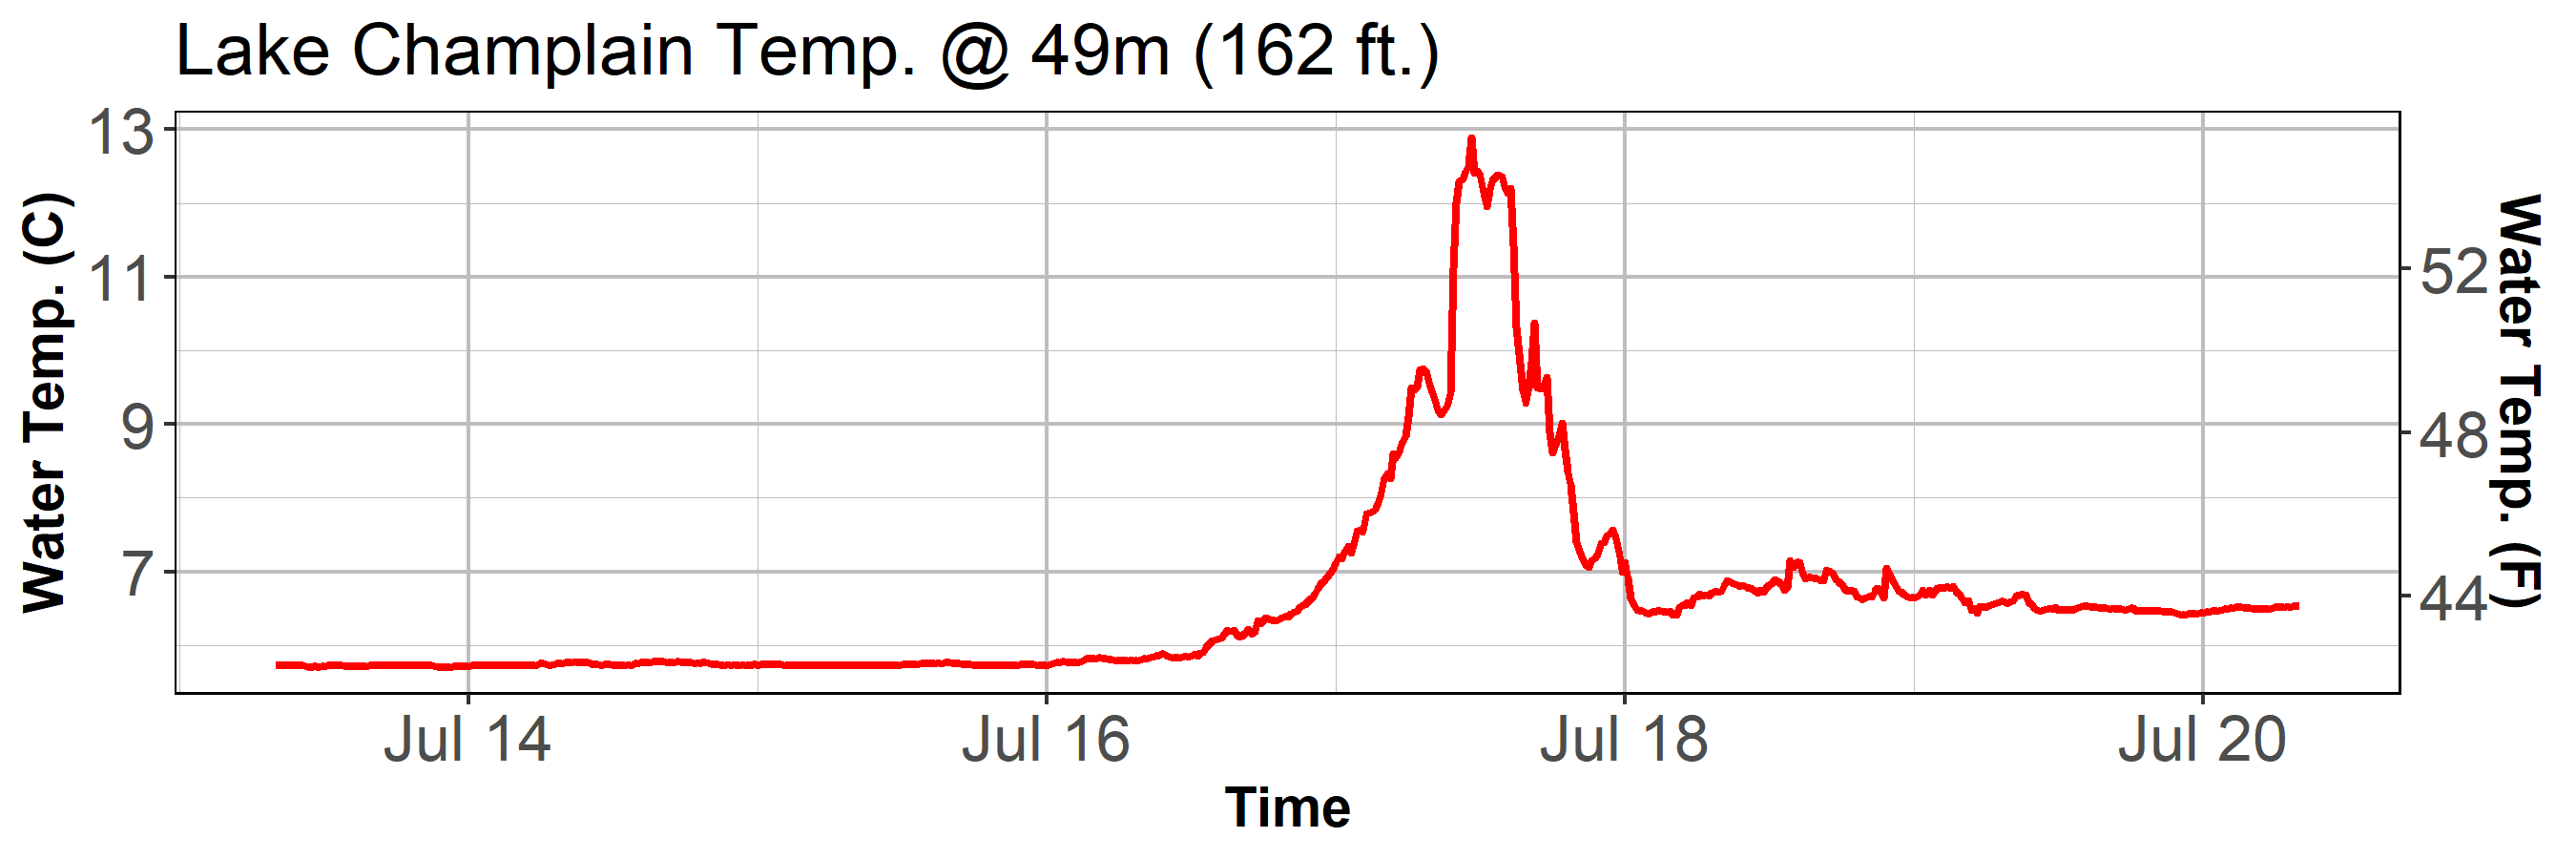 Lake Champlain Temp. @ 49m (162 ft.)
Water Temp. (C)
13
11
9
7
52
48
44
Water Temp. (F)
Jul 14
Jul 16
Jul 18
Jul 20
Time